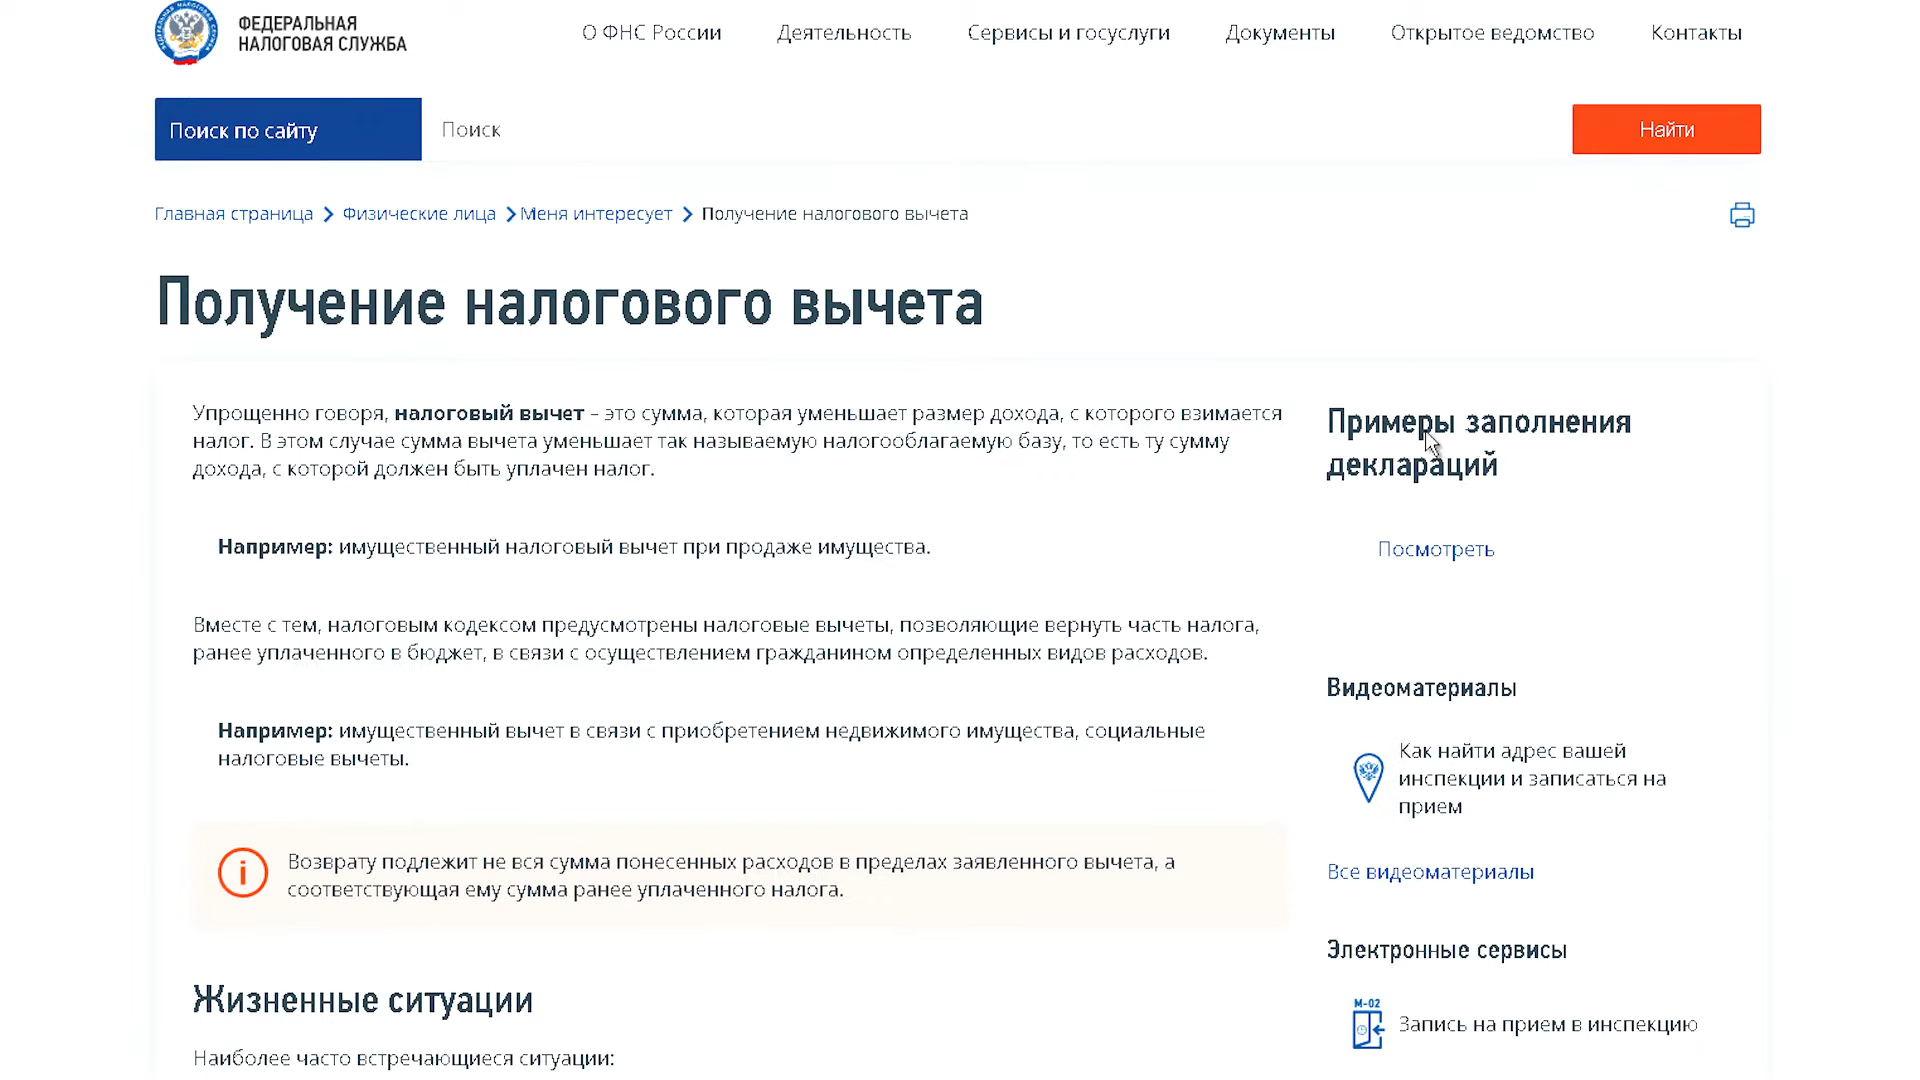 ФЕДЕРАЛЬНАЯ
НАЛОГОВАЯ СЛУЖБА
О ФНС России
Деятельность
Сервисы и госуслуги
Документы
Открытое ведомство
Контакты
Поиск по сайту
Поиск
Найти
Главная страница
Физические лица
Меня интересует
Получение налогового вычета
Получение налогового вычета
Упрощенно говоря, налоговый вычет – это сумма, которая уменьшает размер дохода, с которого взимается
налог. В этом случае сумма вычета уменьшает так называемую налогооблагаемую базу, то есть ту сумму
дохода, с которой должен быть уплачен налог.
Например: имущественный налоговый вычет при продаже имущества.
Вместе с тем, налоговым кодексом предусмотрены налоговые вычеты, позволяющие вернуть часть налога,
ранее уплаченного в бюджет, в связи с осуществлением гражданином определенных видов расходов.
Например: имущественный вычет в связи с приобретением недвижимого имущества, социальные
налоговые вычеты.
Возврату подлежит не вся сумма понесенных расходов в пределах заявленного вычета, а
соответствующая ему сумма ранее уплаченного налога.
Жизненные ситуации
Наиболее часто встречающиеся ситуации:
Примеры заполнения
деклараций
Посмотреть
Видеоматериалы
Как найти адрес вашей
инспекции и записаться на
прием
Все видеоматериалы
Электронные сервисы
М-02
Запись на прием в инспекцию